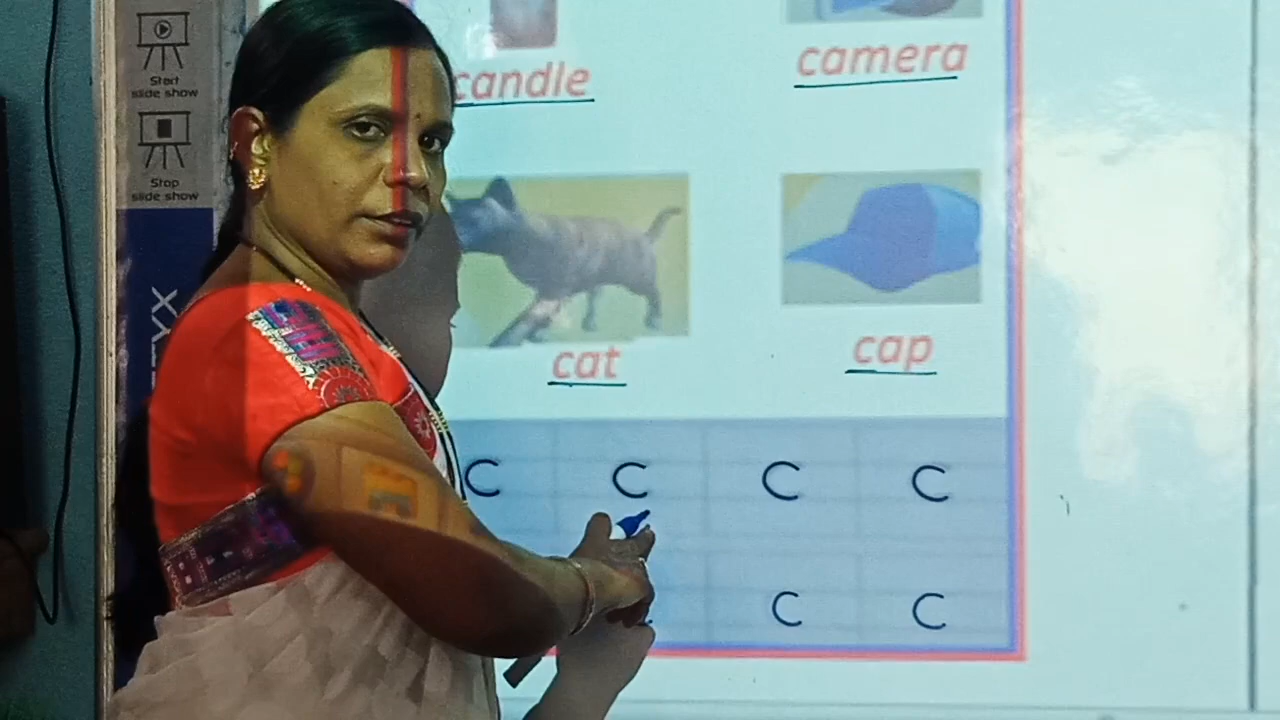 Start
slide show
Stop
slide show
candle
camera
cat
cap
C C C C
C C